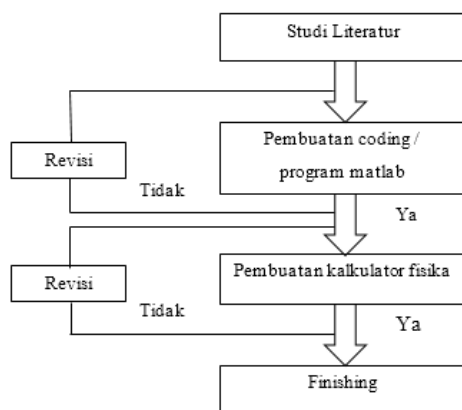 Studi Literatur
Pembuatan coding /
program matlab
Revisi
Tidak
Ya
Pembuatan kalkulator fisika
Revisi
Tidak
Ya
Finishing